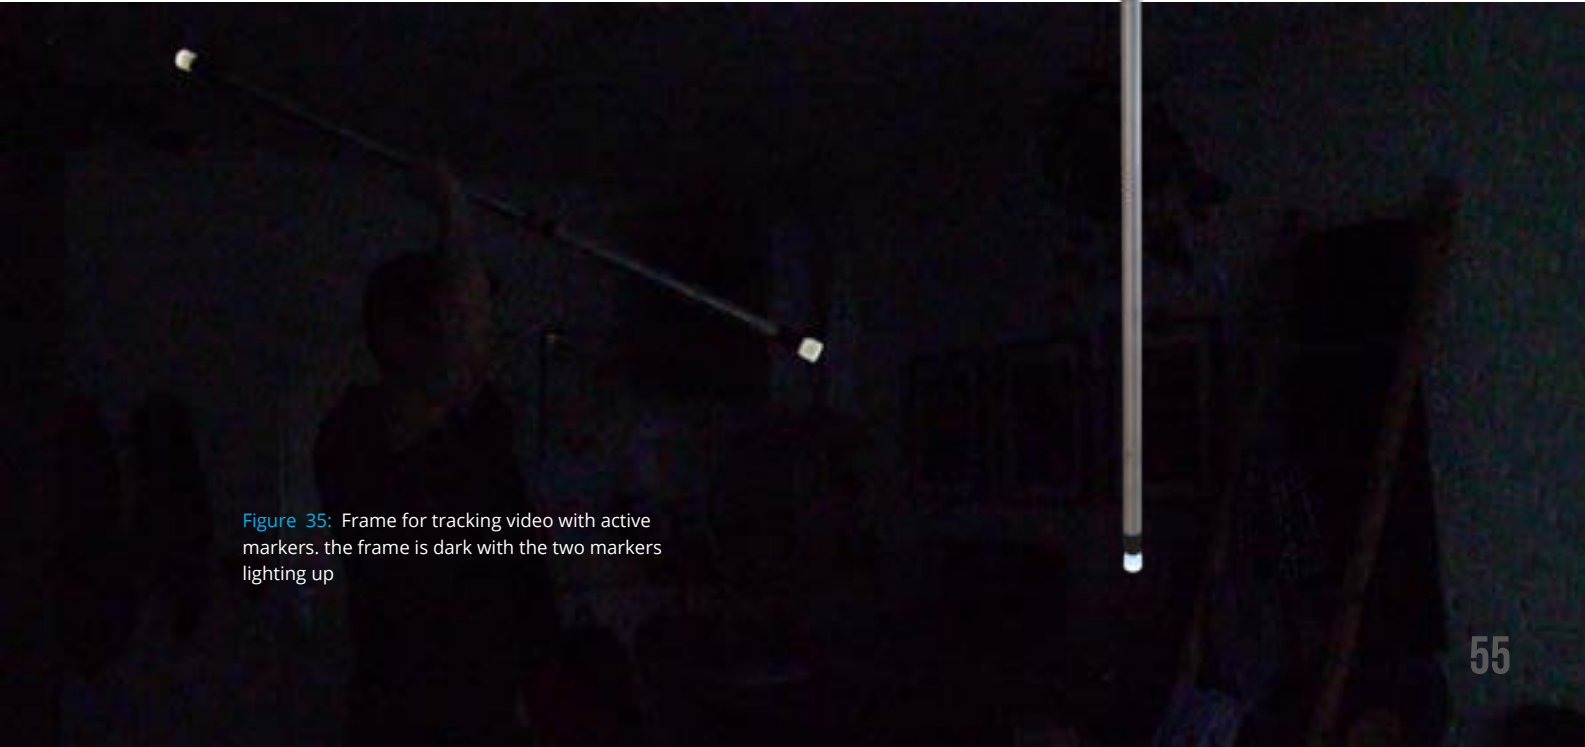 Figure 35: Frame for tracking video with active
markers. the frame is dark with the two markers
lighting up
55